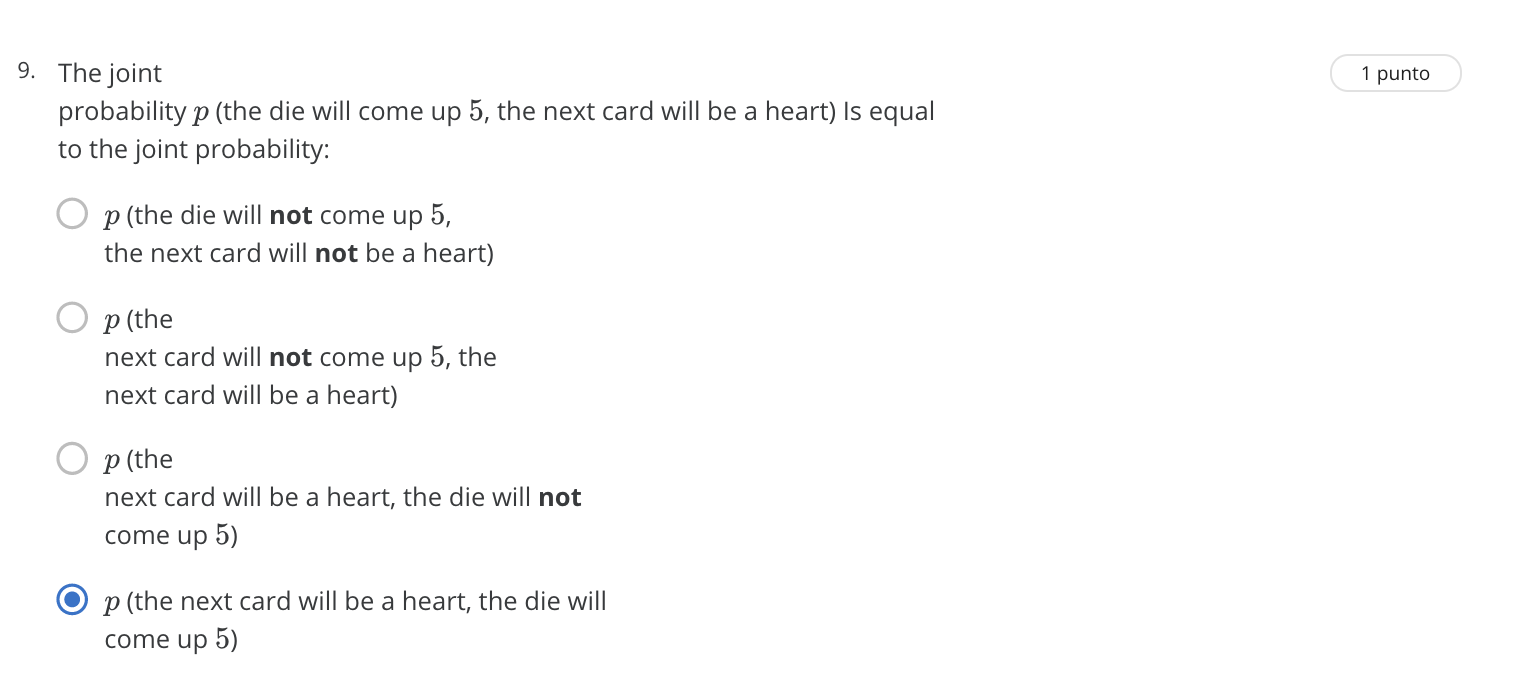 9. The joint 1 punto
probability p (the die will come up 5, the next card will be a heart) Is equal
to the joint probability:
p (the die will not come up 5,
the next card will not be a heart)
p (the
next card will not come up 5, the
next card will be a heart)
p (the
next card will be a heart, the die will not
come up 5)
p (the next card will be a heart, the die will
come up 5)